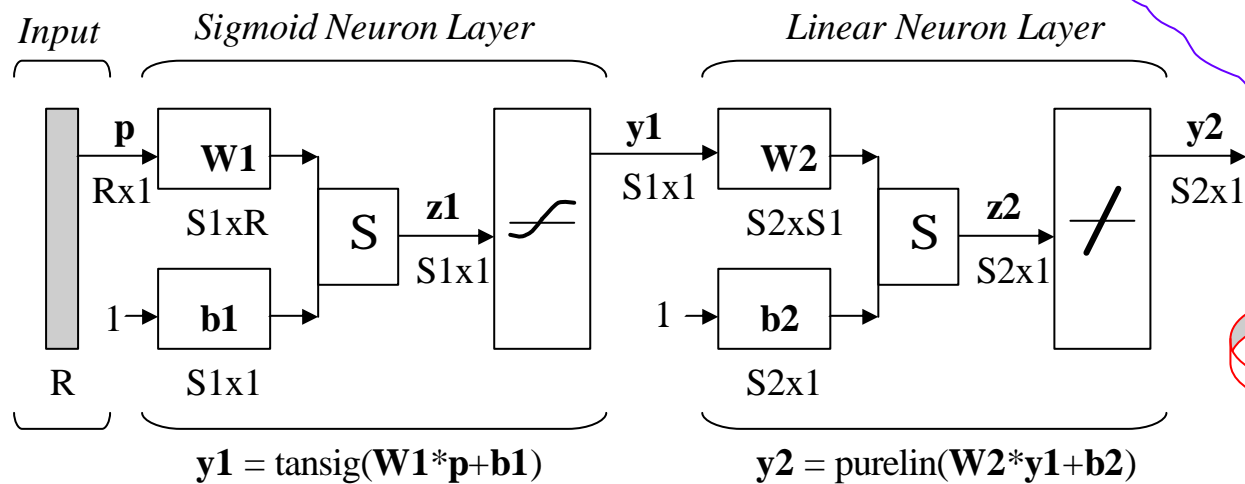 Input Sigmoid Neuron Layer Linear Neuron Layer
p W1 y1 W2 y2
Rx1 S1xR S1x1 S2xS1 S2x1
S z1 S z2
S1x1 S2x1
1 b1 1 b2
R S1x1 S2x1
y1 = tansig(W1*p+b1) y2 = purelin(W2*y1+b2)